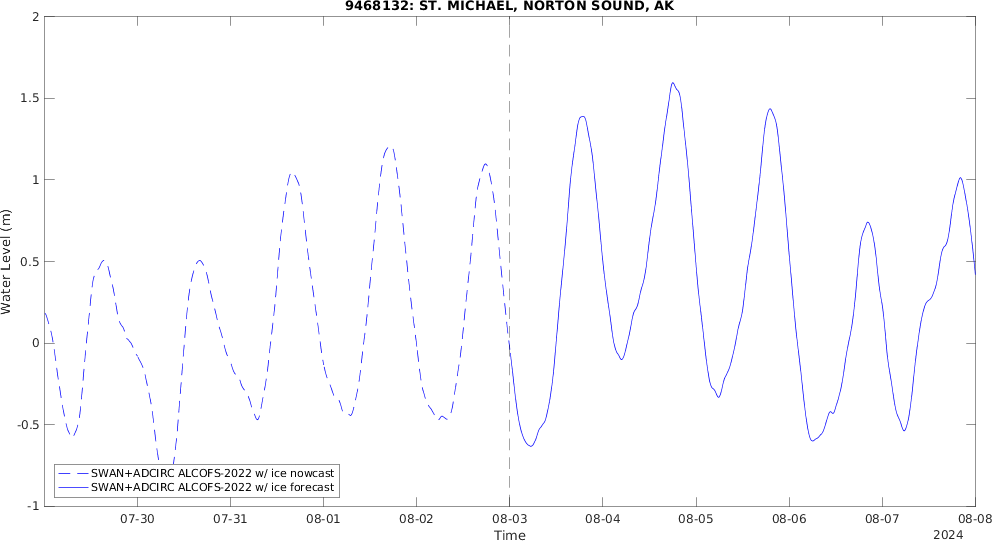 9468132: ST. MICHAEL, NORTON SOUND, AK
2
1.5
1
0.5
0
-0.5
-1
Water Level (m)
SWAN+ADCIRC ALCOFS-2022 w/ ice nowcast
SWAN+ADCIRC ALCOFS-2022 w/ ice forecast
07-30 07-31 08-01 08-02 08-03 08-04 08-05 08-06 08-07 08-08
Time
2024